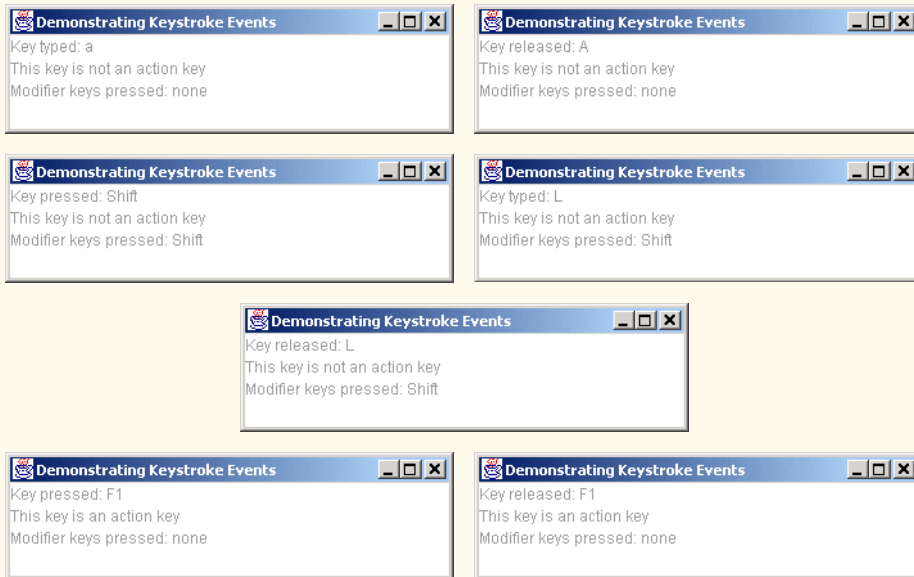 Demonstrating Keystroke Events
Key typed: a
This key is not an action key
Modifier keys pressed: none
Demonstrating Keystroke Events
Key released: A
This key is not an action key
Modifier keys pressed: none
Demonstrating Keystroke Events
Key pressed: Shift
This key is not an action key
Modifier keys pressed: Shift
Demonstrating Keystroke Events
Key typed: L
This key is not an action key
Modifier keys pressed: Shift
Demonstrating Keystroke Events
Key released: L
This key is not an action key
Modifier keys pressed: Shift
Demonstrating Keystroke Events
Key pressed: F1
This key is an action key
Modifier keys pressed: none
Demonstrating Keystroke Events
Key released: F1
This key is an action key
Modifier keys pressed: none